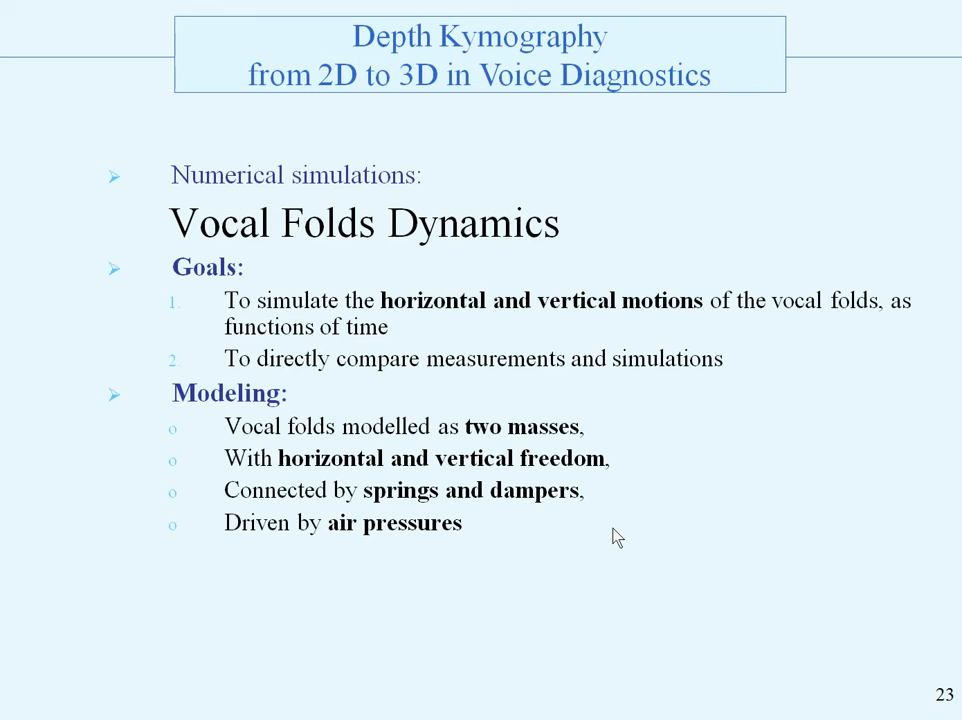 Depth Kymography
from 2D to 3D in Voice Diagnostics
Numerical simulations:
Vocal Folds Dynamics
Goals:
1. To simulate the horizontal and vertical motions of the vocal folds, as
functions of time
2. To directly compare measurements and simulations
Modeling:
o Vocal folds modelled as two masses,
o With horizontal and vertical freedom,
o Connected by springs and dampers,
o Driven by air pressures
23